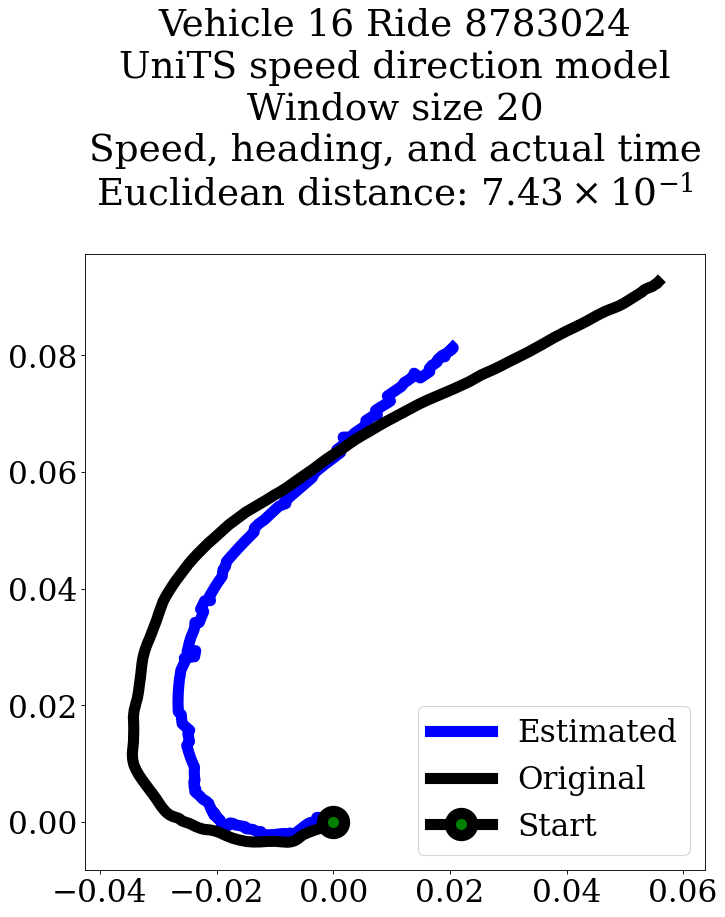 Vehicle 16 Ride 8783024
UniTS speed direction model
Window size 20
Speed, heading, and actual time
Euclidean distance: 7.43 × 10⁻¹
0.08
0.06
0.04
0.02
0.00
−0.04 −0.02 0.00 0.02 0.04 0.06
Estimated
Original
Start